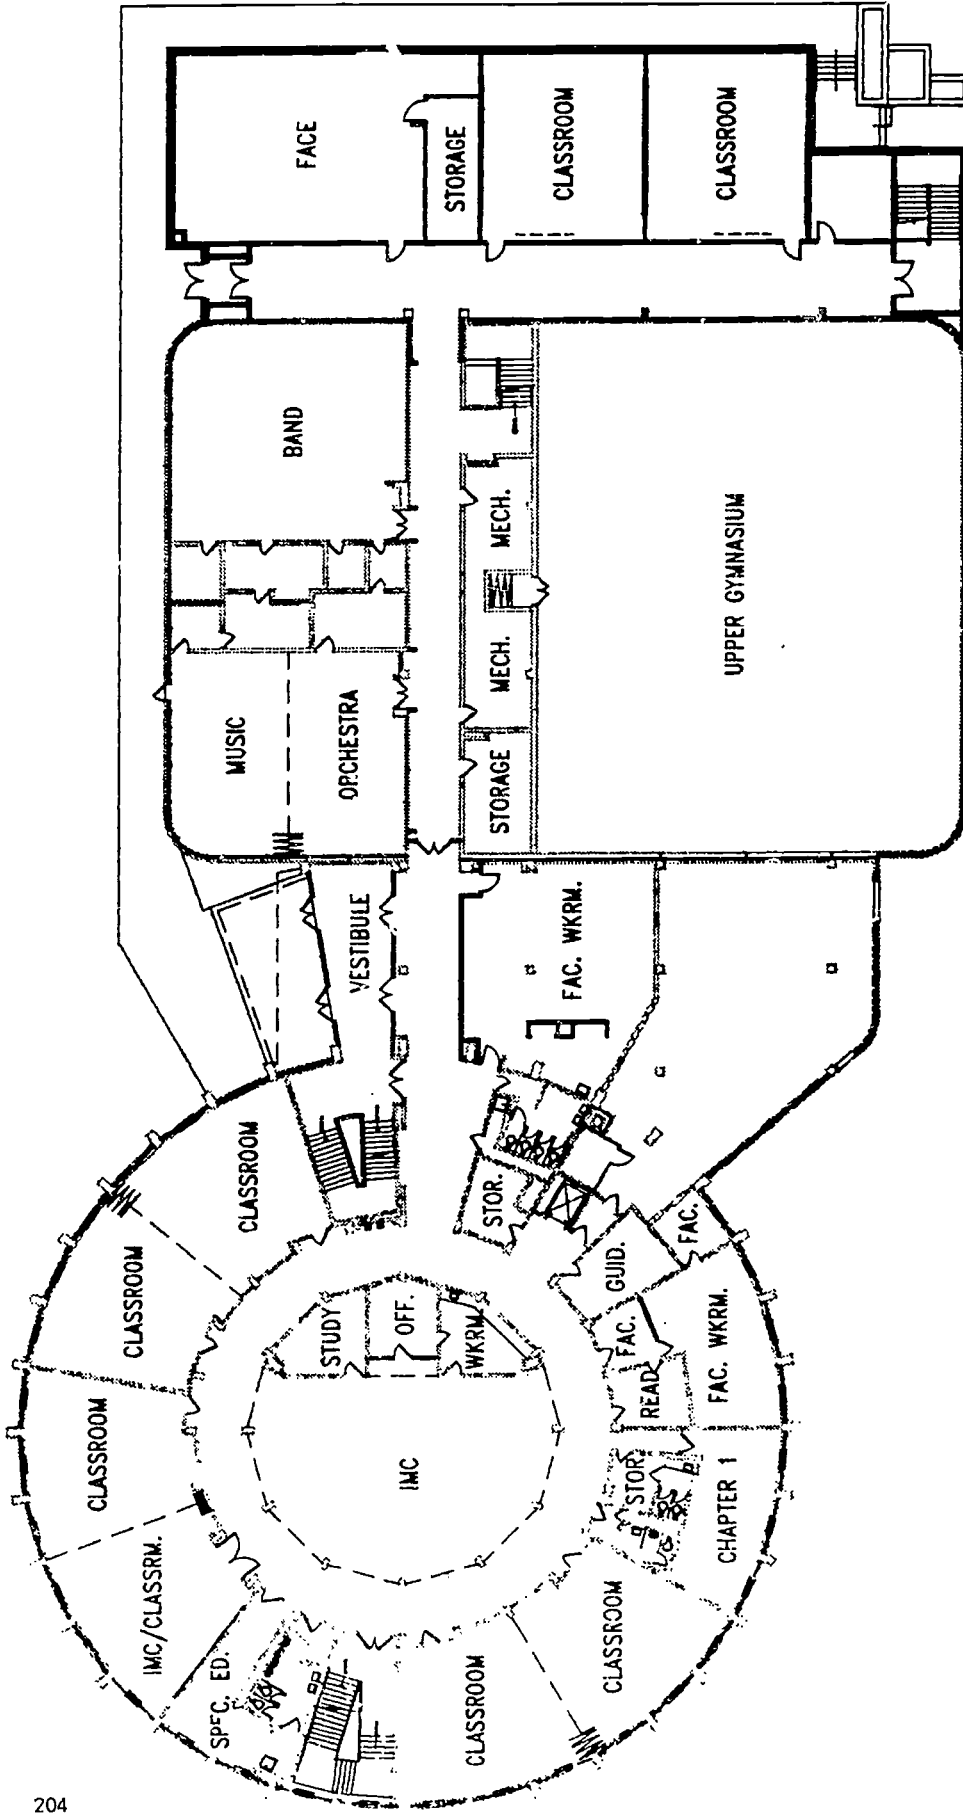 FACE
STORAGE
CLASSROOM
CLASSROOM
BAND
MECH.
UPPER GYMNASIUM
MECH.
MUSIC
ORCHESTRA
STORAGE
VESTIBULE
FAC. WKRM.
CLASSROOM
STOR.
CLASSROOM
GUID.
FAC.
STUDY
OFF.
WKRM.
FAC.
FAC. WKRM.
READ
CLASSROOM
IMC
STOR.
CHAPTER 1
IMC/CLASSRM.
CLASSROOM
SPEC. ED.
CLASSROOM
204